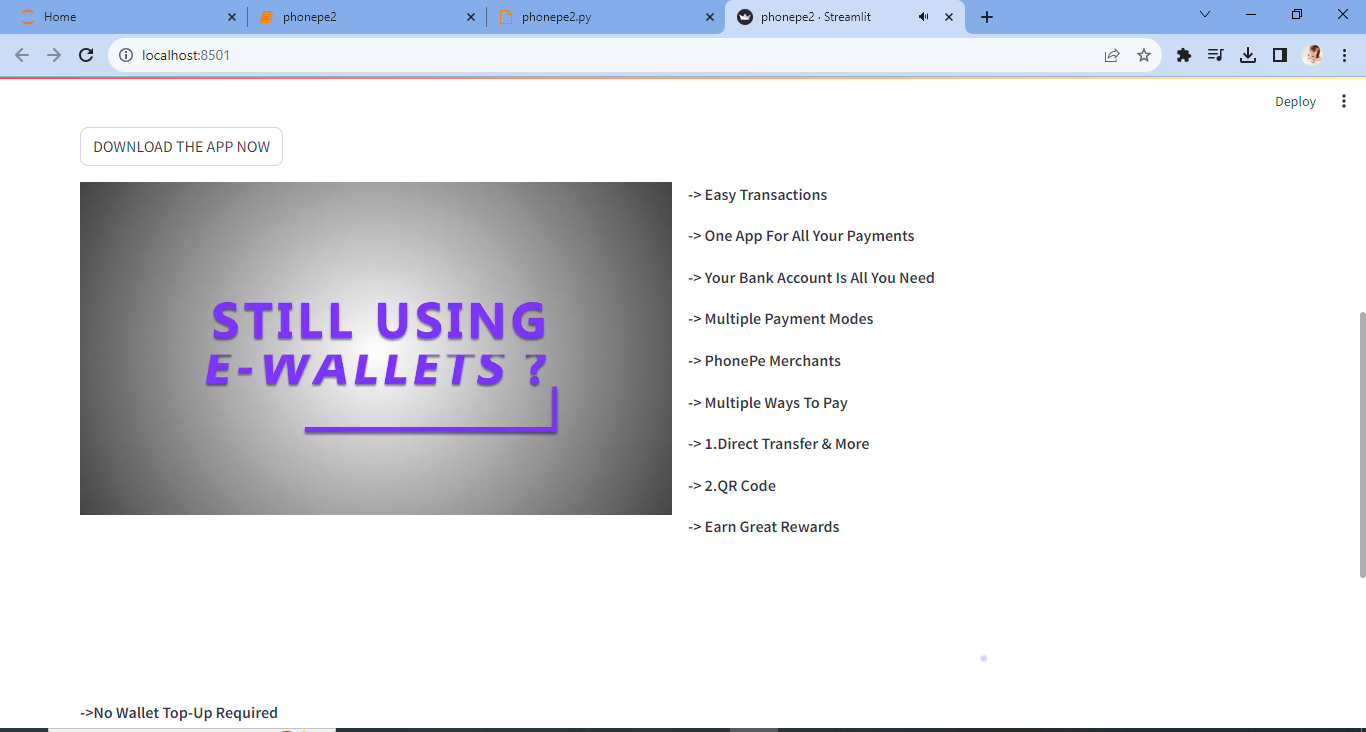 Home
phonepe2
phonepe2.py
phonepe2 · Streamlit
localhost:8501
Deploy
DOWNLOAD THE APP NOW
STILL USING
E-WALLETS ?
-> Easy Transactions
-> One App For All Your Payments
-> Your Bank Account Is All You Need
-> Multiple Payment Modes
-> PhonePe Merchants
-> Multiple Ways To Pay
-> 1.Direct Transfer & More
-> 2.QR Code
-> Earn Great Rewards
->No Wallet Top-Up Required